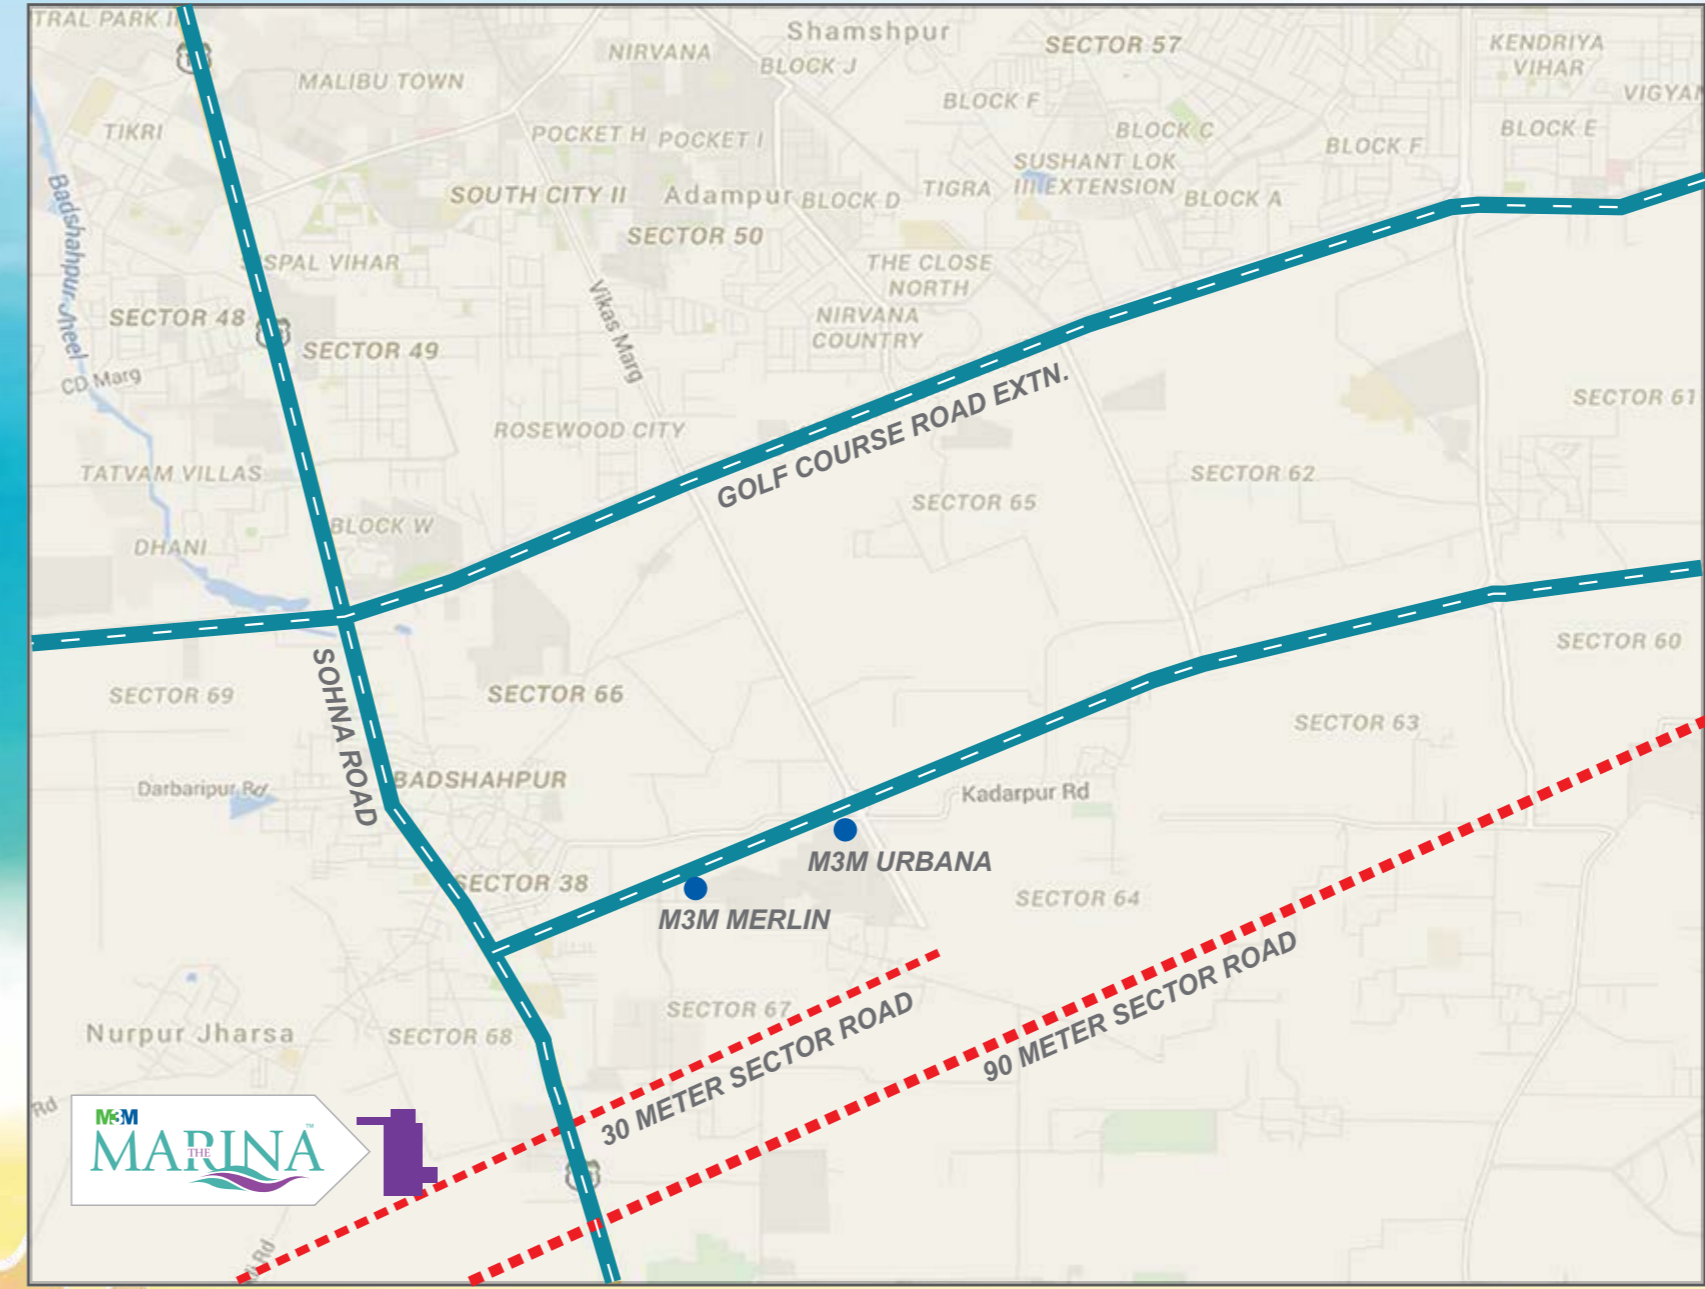 TRAL PARK II
Shamshpur
SECTOR 57
KENDRIYA
VIHAR
NIRVANA
BLOCK J
MALIBU TOWN
BLOCK F
VIGYAN
TIKRI
POCKET H
POCKET I
BLOCK C
BLOCK F
BLOCK E
SUSHANT LOK
III EXTENSION
SOUTH CITY II
Adampur
BLOCK D
TIGRA
BLOCK A
SECTOR 50
Badshahpur Jheel
SPAL VIHAR
THE CLOSE
NORTH
Vikas Marg
SECTOR 48
SECTOR 49
NIRVANA
COUNTRY
CD Marg
GOLF COURSE ROAD EXTN.
SECTOR 61
ROSEWOOD CITY
TATVAM VILLAS
SECTOR 65
SECTOR 62
BLOCK W
DHANI
SOHNA ROAD
SECTOR 69
SECTOR 66
SECTOR 60
SECTOR 63
Darbaripur Rd
BADSHAHPUR
Kadarpur Rd
M3M URBANA
SECTOR 38
M3M MERLIN
SECTOR 64
SECTOR 67
30 METER SECTOR ROAD
90 METER SECTOR ROAD
Nurpur Jharsa
SECTOR 68
Rd
M3M
THE
MARINA™
Rd